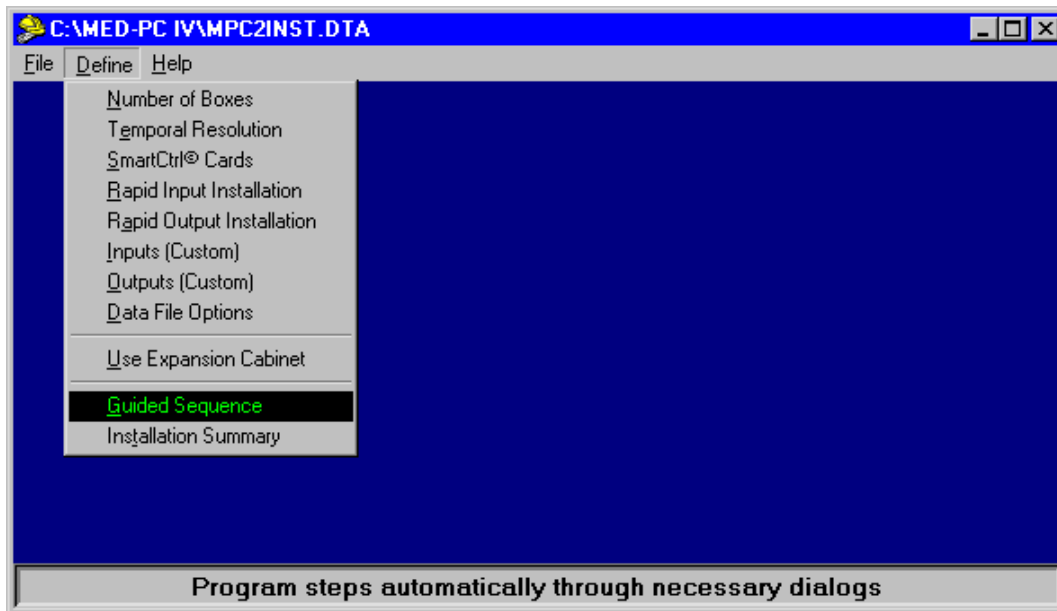 C:\MED-PC IV\MPC2INST.DTA
File Define Help
Number of Boxes
Temporal Resolution
SmartCtrl© Cards
Rapid Input Installation
Rapid Output Installation
Inputs (Custom)
Outputs (Custom)
Data File Options
Use Expansion Cabinet
Guided Sequence
Installation Summary
Program steps automatically through necessary dialogs